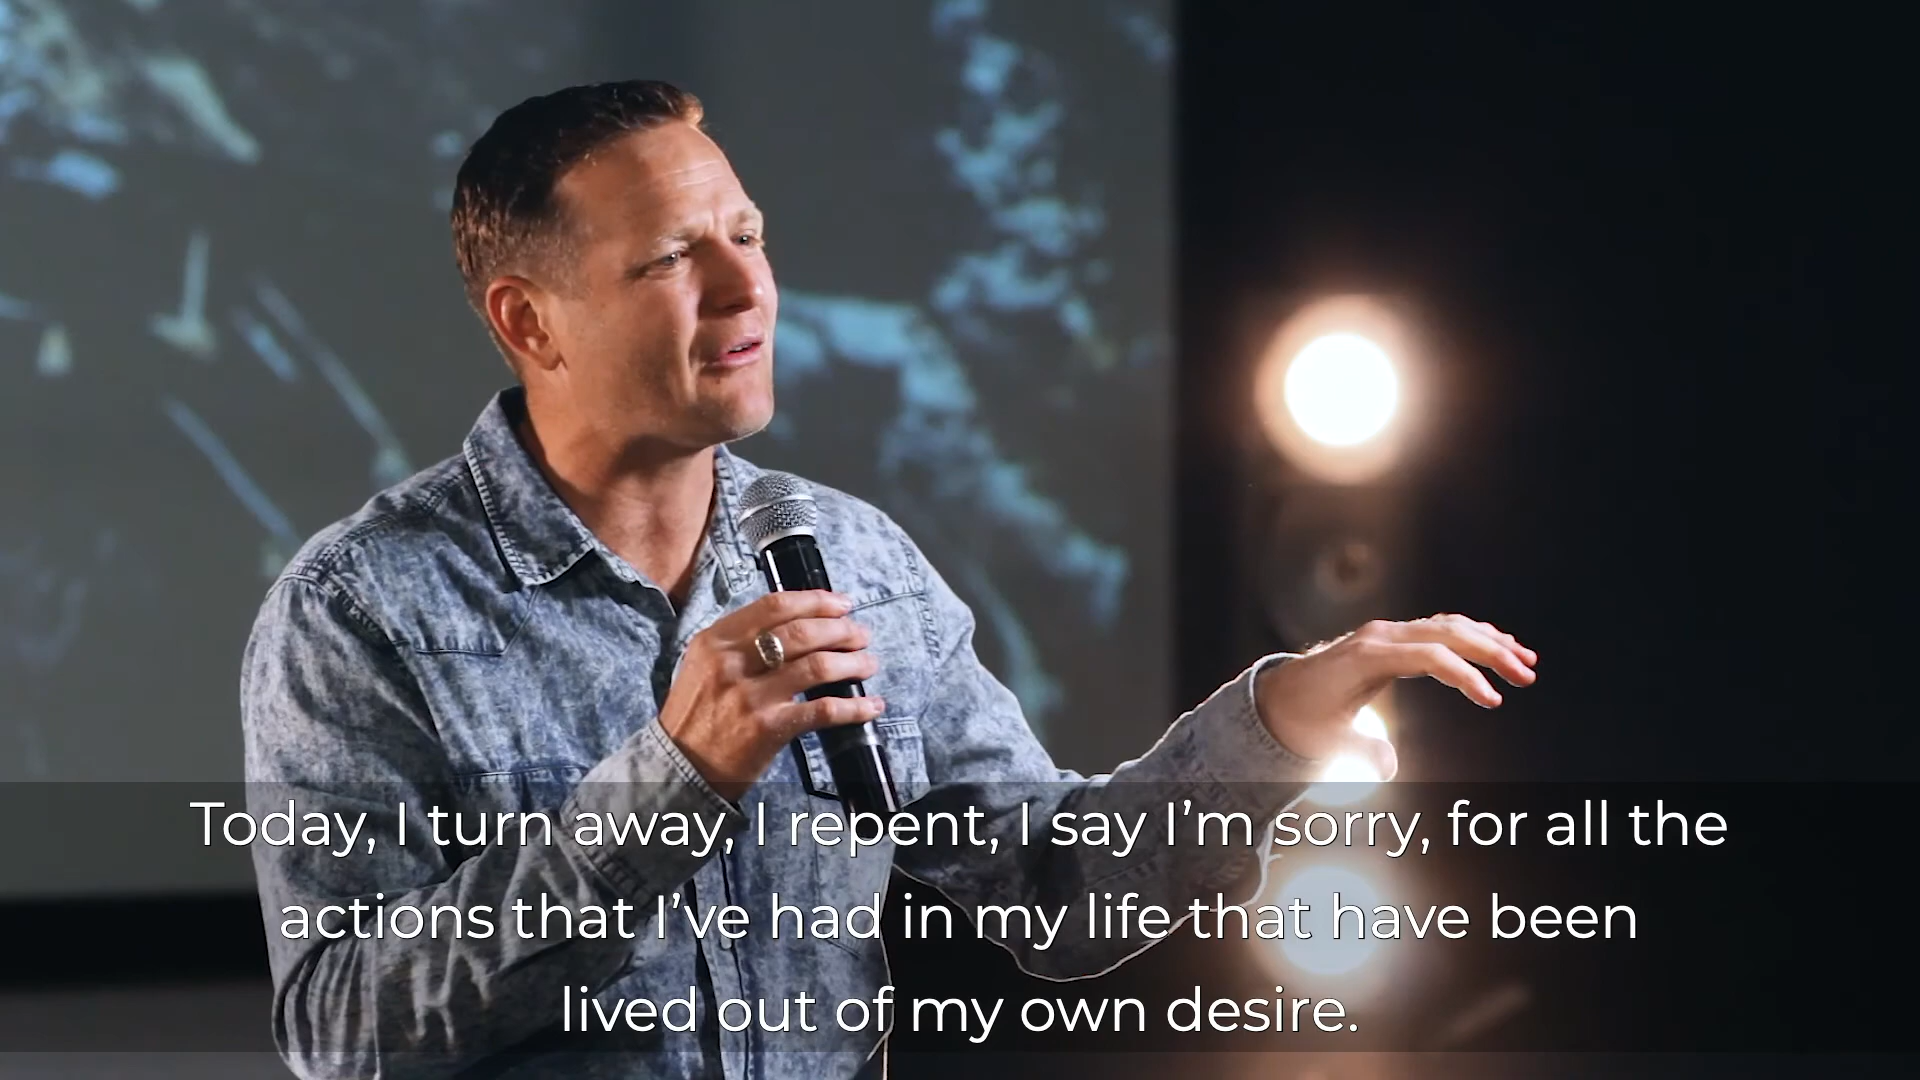 Today, I turn away, I repent, I say I’m sorry, for all the
actions that I’ve had in my life that have been
lived out of my own desire.